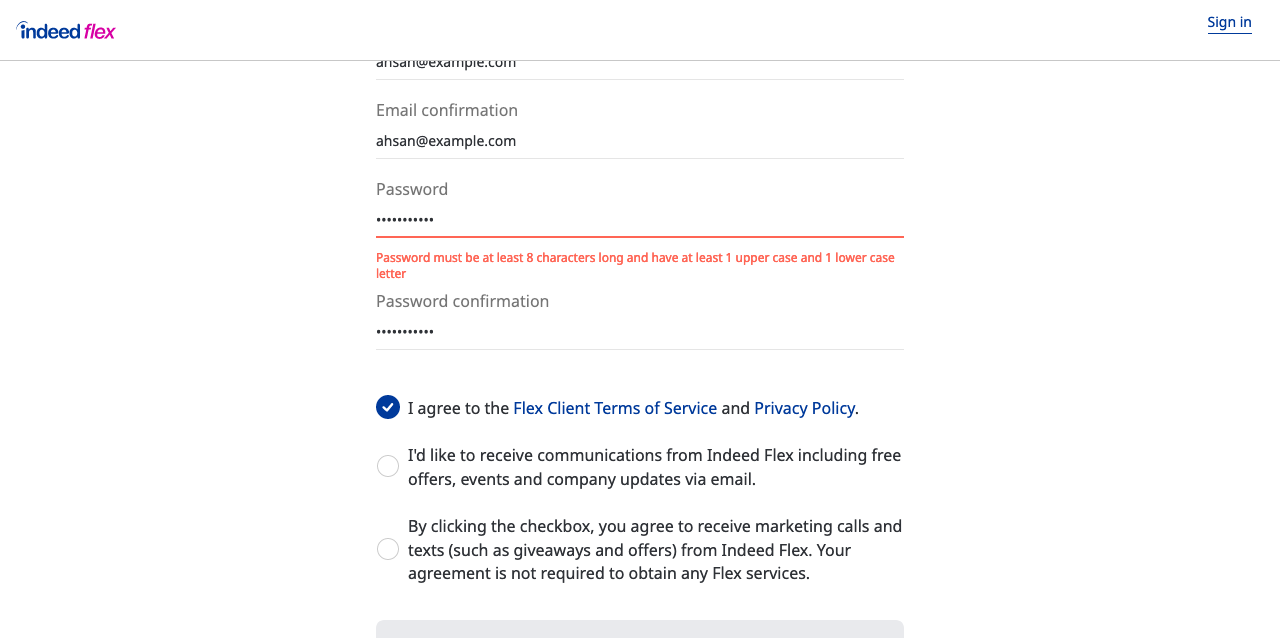 indeed flex
Sign in
ahsan@example.com
Email confirmation
ahsan@example.com
Password
•••••••••••
Password must be at least 8 characters long and have at least 1 upper case and 1 lower case
letter
Password confirmation
•••••••••••
I agree to the Flex Client Terms of Service and Privacy Policy.
I'd like to receive communications from Indeed Flex including free
offers, events and company updates via email.
By clicking the checkbox, you agree to receive marketing calls and
texts (such as giveaways and offers) from Indeed Flex. Your
agreement is not required to obtain any Flex services.